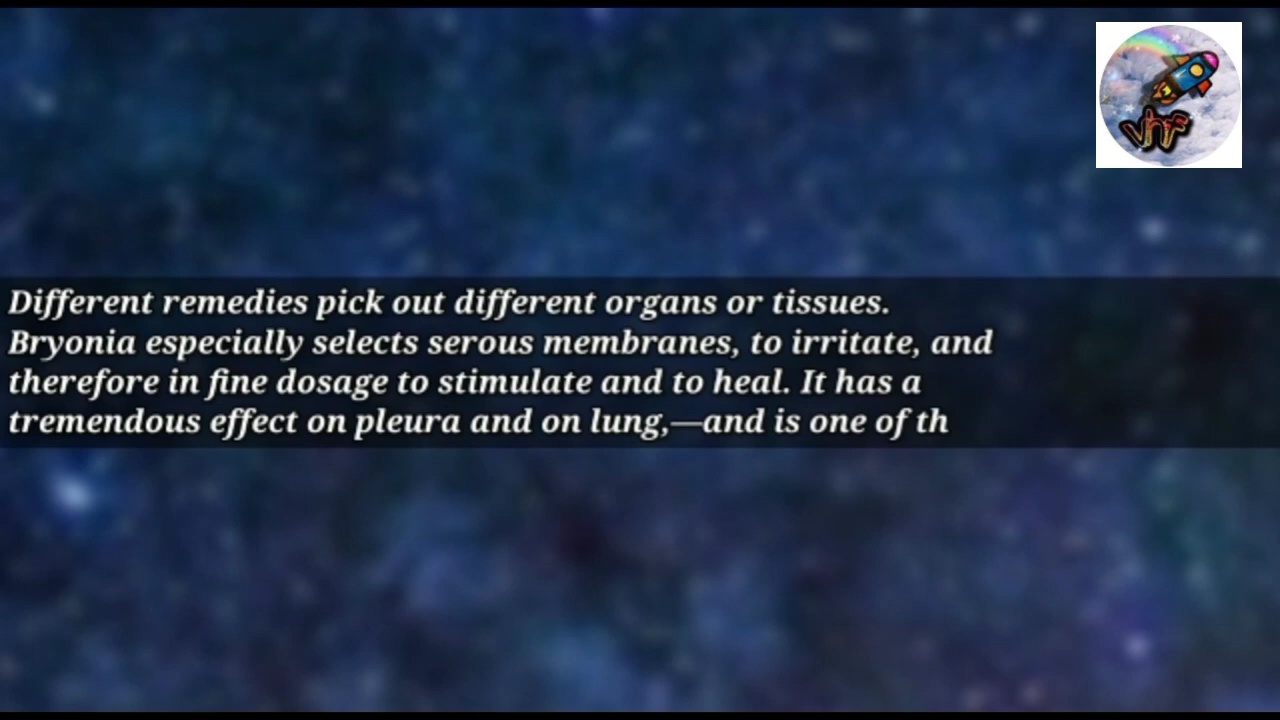 Different remedies pick out different organs or tissues.
Bryonia especially selects serous membranes, to irritate, and
therefore in fine dosage to stimulate and to heal. It has a
tremendous effect on pleura and on lung,—and is one of th
vhf